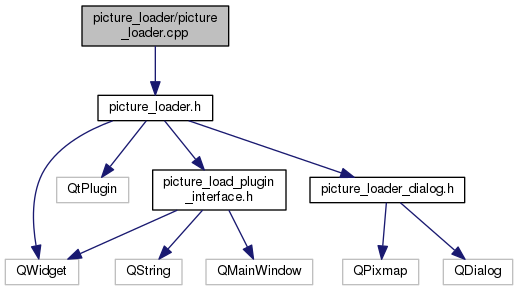 picture_loader/picture
_loader.cpp
picture_loader.h
QtPlugin
picture_load_plugin
_interface.h
picture_loader_dialog.h
QWidget
QString
QMainWindow
QPixmap
QDialog